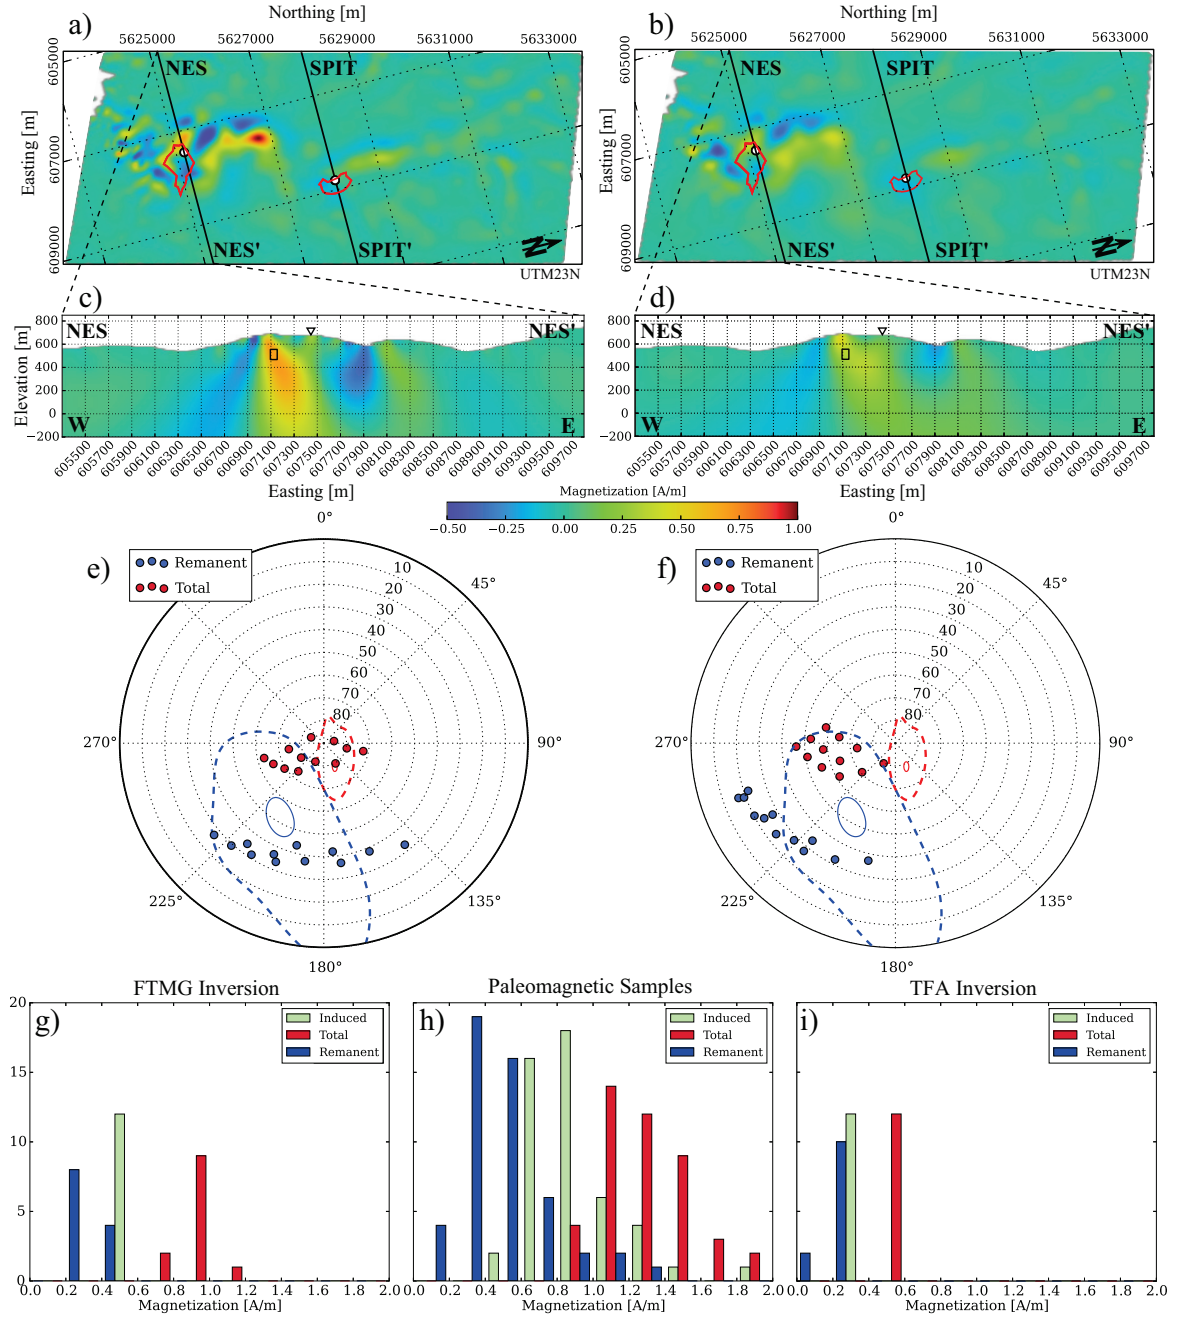 Northing [m]
a)
5625000 5627000 5629000 5631000 5633000
605000
607000
609000
Easting [m]
NES
SPIT
NES'
SPIT'
N
UTM23N
Northing [m]
b)
5625000 5627000 5629000 5631000 5633000
605000
607000
609000
Easting [m]
NES
SPIT
NES'
SPIT'
N
UTM23N
c)
NES
NES'
W
E
Elevation [m]
800
600
400
200
0
−200
605500 605700 605900 606100 606300 606500 606700 606900 607100 607300 607500 607700 607900 608100 608300 608500 608700 608900 609100 609300 609500 609700
Easting [m]
d)
NES
NES'
W
E
800
600
400
200
0
−200
605500 605700 605900 606100 606300 606500 606700 606900 607100 607300 607500 607700 607900 608100 608300 608500 608700 608900 609100 609300 609500 609700
Easting [m]
Magnetization [A/m]
−0.50 −0.25 0.00 0.25 0.50 0.75 1.00
e)
Remanent
Total
0°
45°
90°
135°
180°
225°
270°
10
20
30
40
50
60
70
80
f)
Remanent
Total
0°
45°
90°
135°
180°
225°
270°
10
20
30
40
50
60
70
80
FTMG Inversion
g)
Induced
Total
Remanent
20
15
10
5
0
0.0 0.2 0.4 0.6 0.8 1.0 1.2 1.4 1.6 1.8 2.0
Magnetization [A/m]
Paleomagnetic Samples
h)
Induced
Total
Remanent
0.0 0.2 0.4 0.6 0.8 1.0 1.2 1.4 1.6 1.8 2.0
Magnetization [A/m]
TFA Inversion
i)
Induced
Total
Remanent
0.0 0.2 0.4 0.6 0.8 1.0 1.2 1.4 1.6 1.8 2.0
Magnetization [A/m]